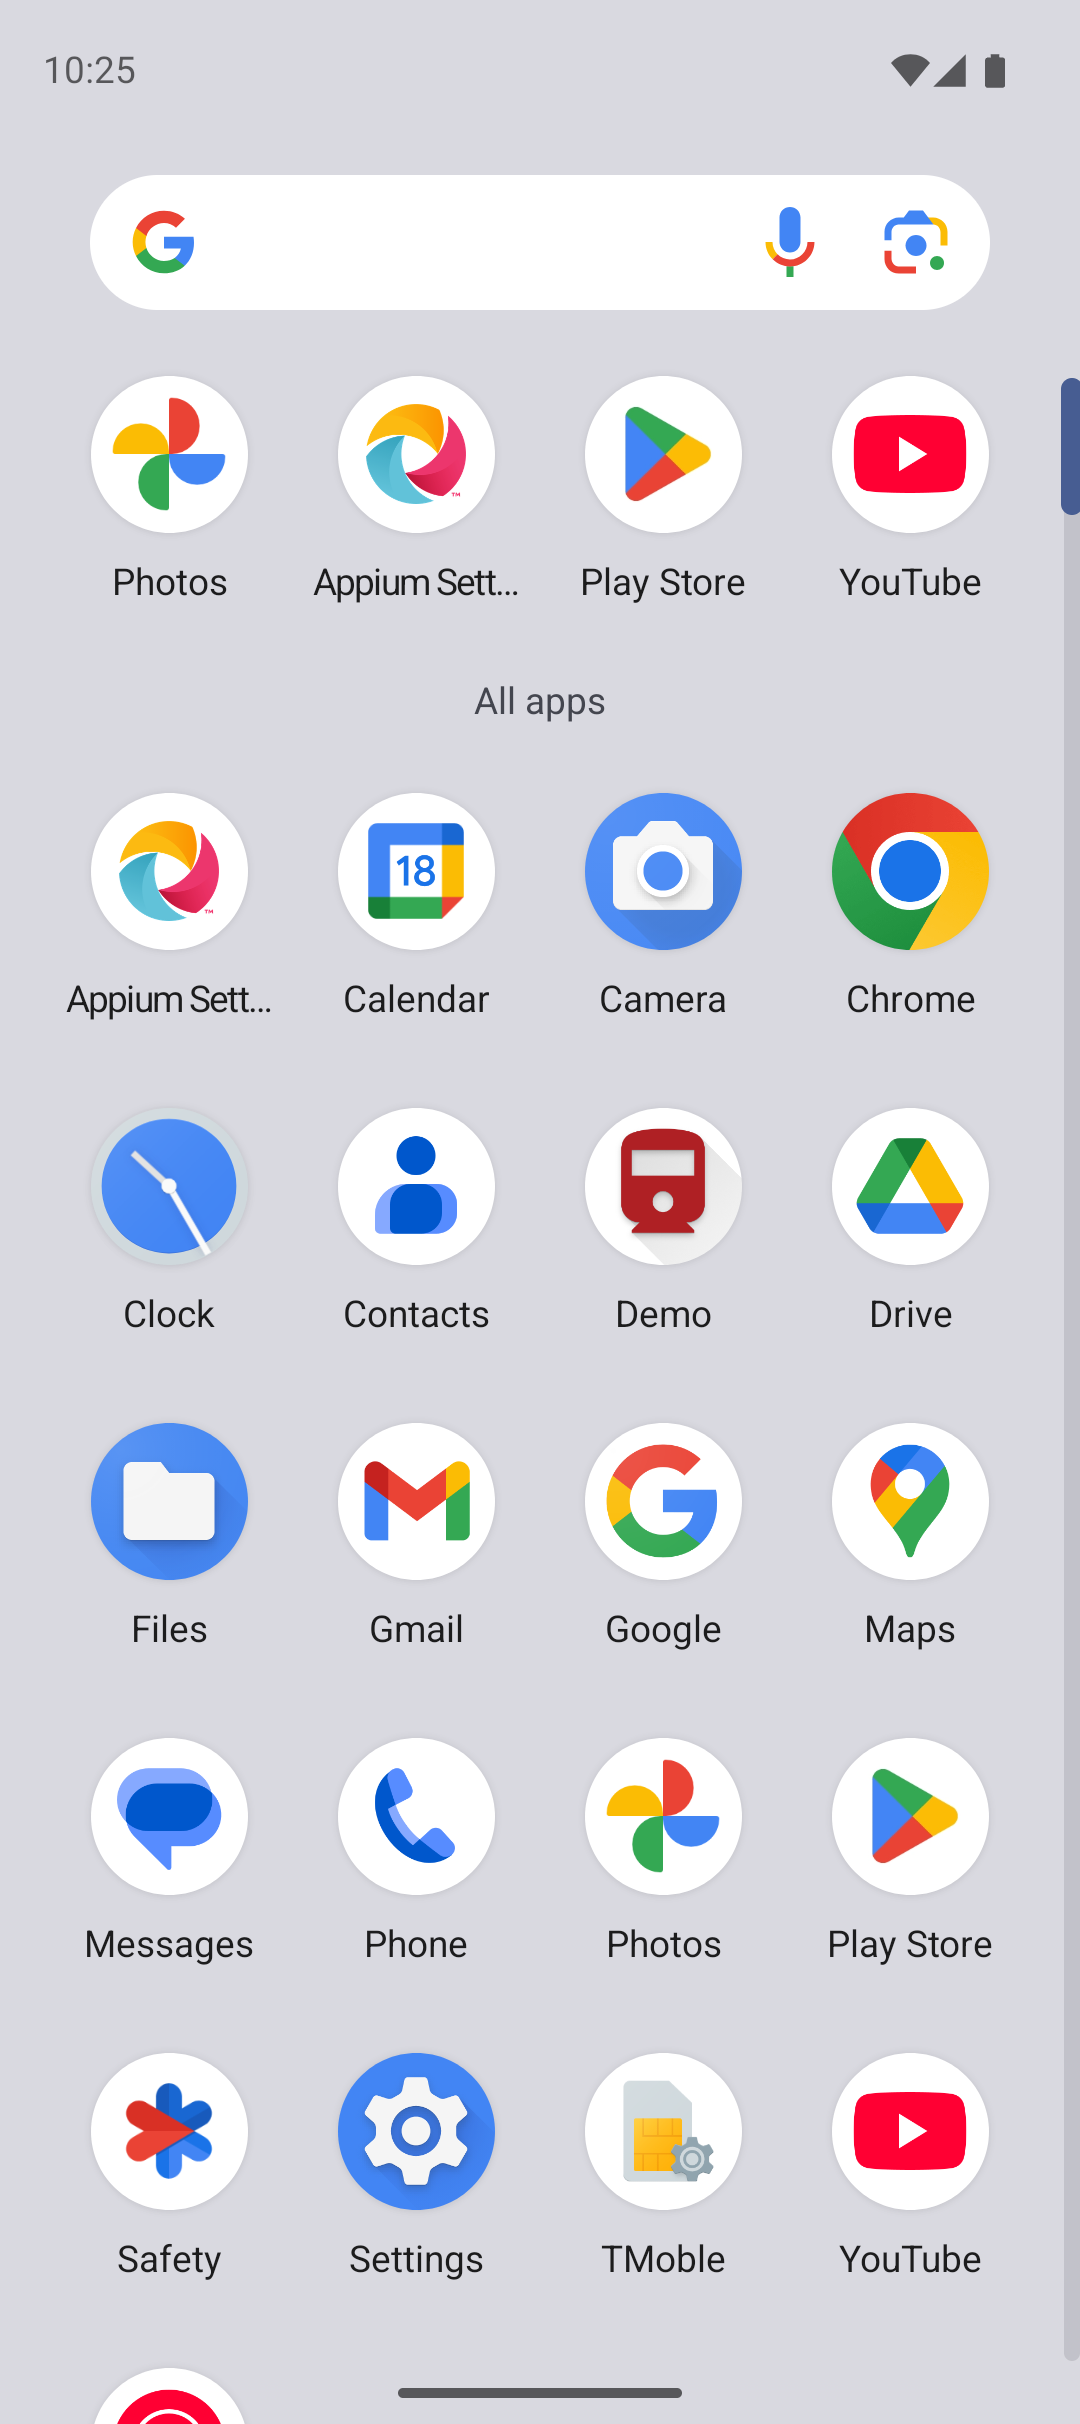 10:25
Photos
Appium Sett...
Play Store
YouTube
All apps
Appium Sett...
18
Calendar
Camera
Chrome
Clock
Contacts
Demo
Drive
Files
Gmail
Google
Maps
Messages
Phone
Photos
Play Store
Safety
Settings
TMoble
YouTube